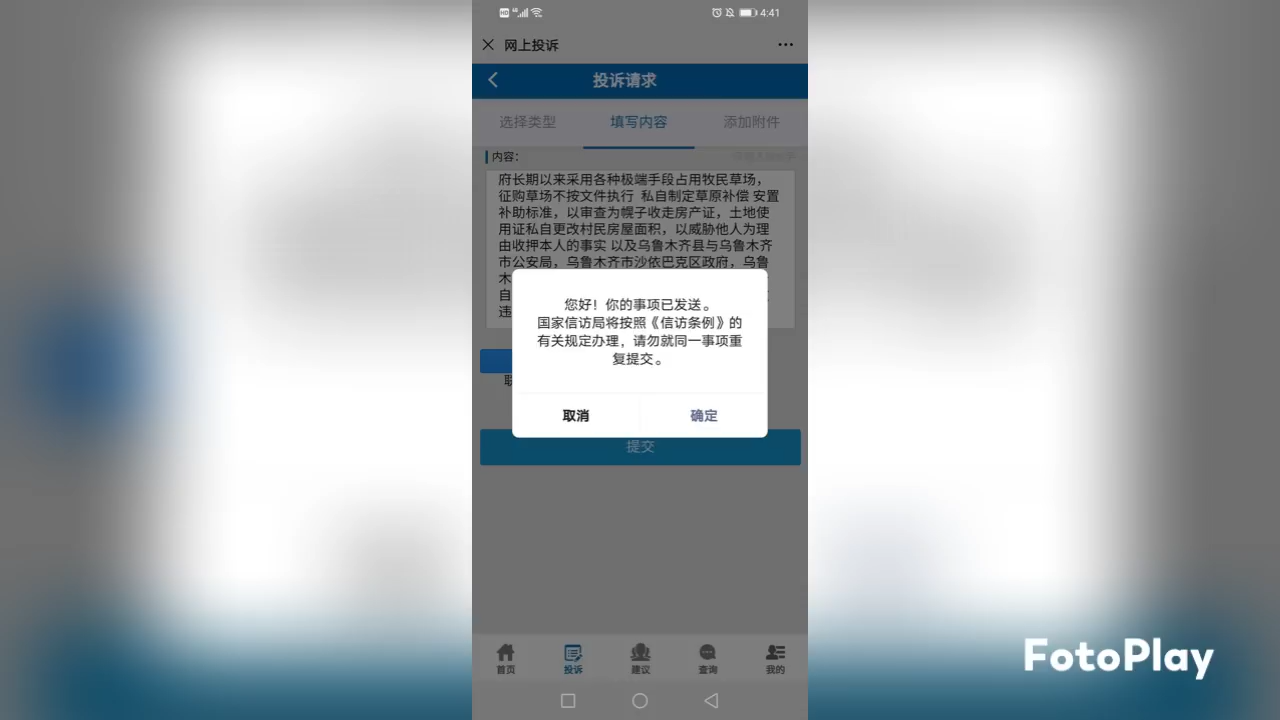 4:41
网上投诉
投诉请求
选择类型
填写内容
添加附件
内容：
府长期以来采用各种极端手段占用牧民草场，
征购草场不按文件执行 私自制定草原补偿 安置
补助标准，以审查为幌子收走房产证，土地使
用证私自更改村民房屋面积，以威胁他人为理
由收押本人的事实 以及乌鲁木齐县与乌鲁木齐
市公安局，乌鲁木齐市沙依巴克区政府，乌鲁
木
自
违
您好！你的事项已发送。
国家信访局将按照《信访条例》的
有关规定办理，请勿就同一事项重
复提交。
取消
确定
提交
首页
投诉
建议
查询
我的
FotoPlay